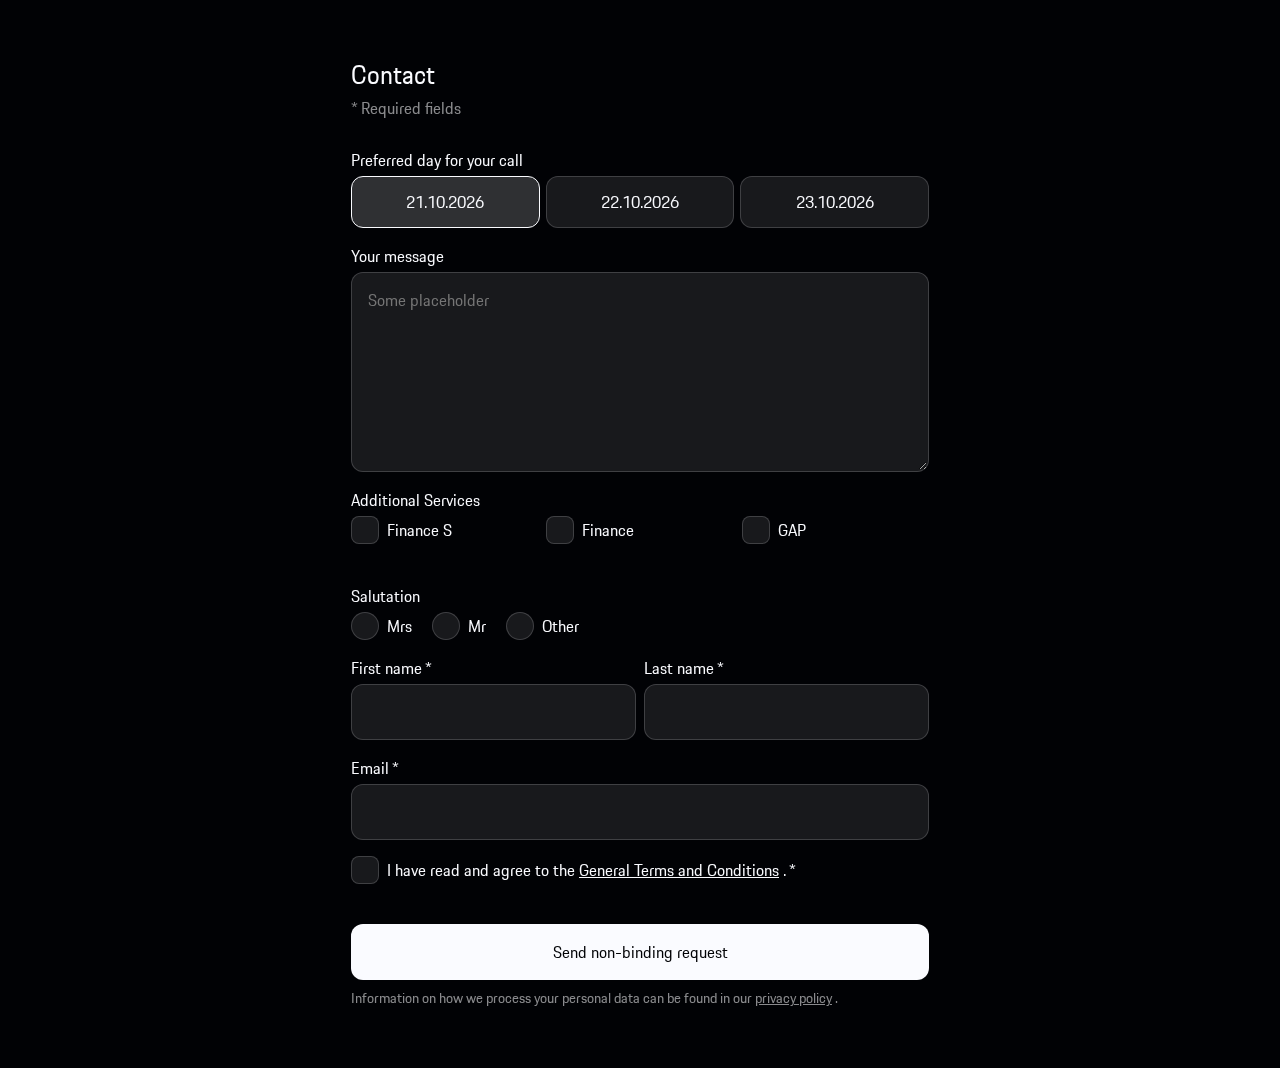 Contact
* Required fields
Preferred day for your call
21.10.2026 22.10.2026 23.10.2026
Your message
Some placeholder
Additional Services
Finance S Finance GAP
Salutation
Mrs Mr Other
First name * Last name *
Email *
I have read and agree to the General Terms and Conditions . *
Send non-binding request
Information on how we process your personal data can be found in our privacy policy .